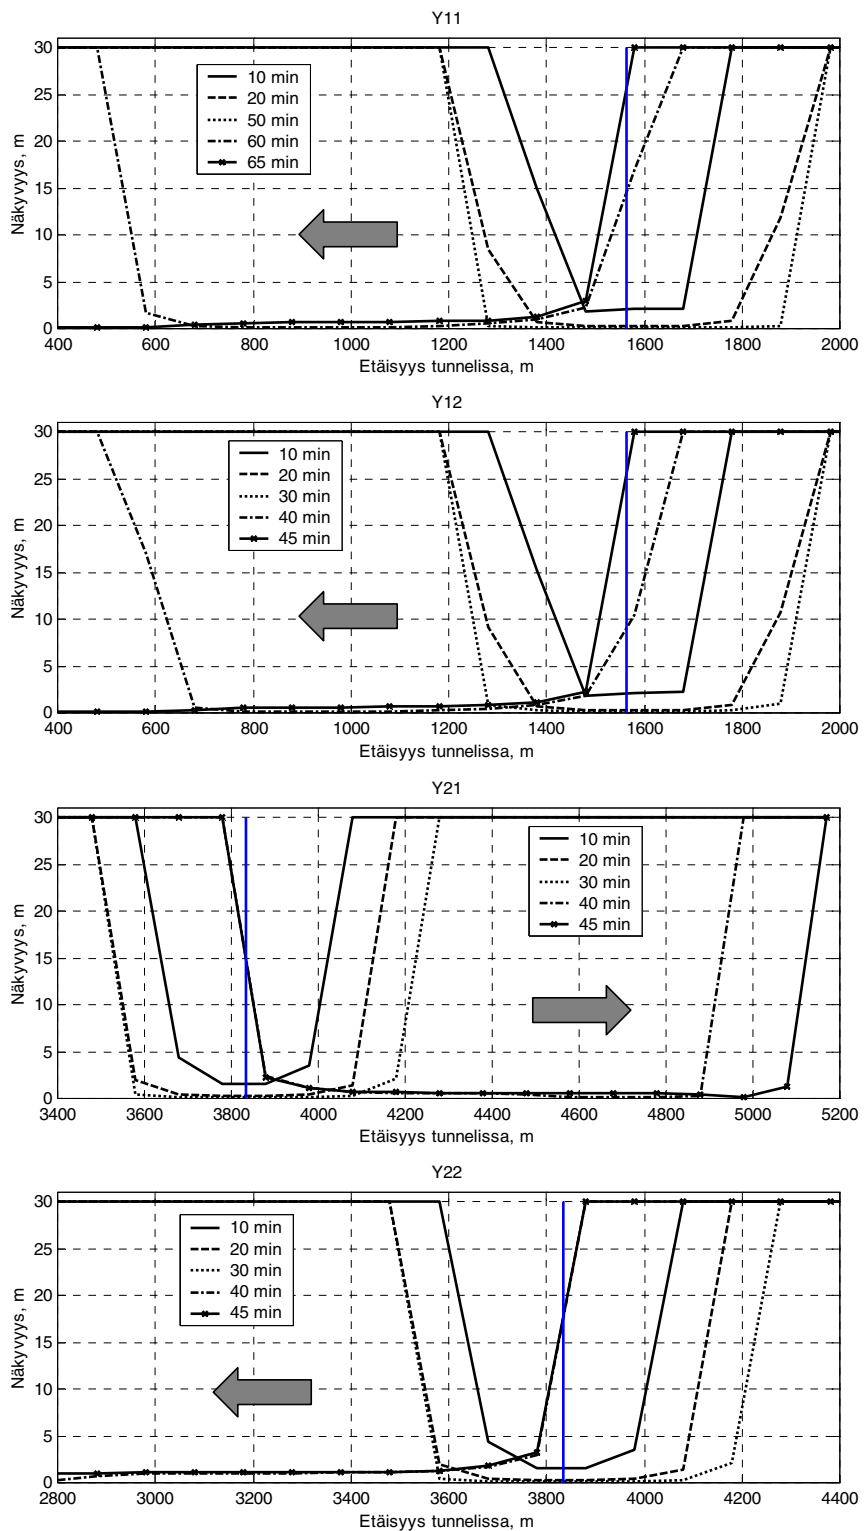 Y11
30
25
20
15
10
5
0
Näkyvyys, m
10 min
20 min
50 min
60 min
65 min
400 600 800 1000 1200 1400 1600 1800 2000
Etäisyys tunnelissa, m
Y12
30
25
20
15
10
5
0
Näkyvyys, m
10 min
20 min
30 min
40 min
45 min
400 600 800 1000 1200 1400 1600 1800 2000
Etäisyys tunnelissa, m
Y21
30
25
20
15
10
5
0
Näkyvyys, m
10 min
20 min
30 min
40 min
45 min
3400 3600 3800 4000 4200 4400 4600 4800 5000 5200
Etäisyys tunnelissa, m
Y22
30
25
20
15
10
5
0
Näkyvyys, m
10 min
20 min
30 min
40 min
45 min
2800 3000 3200 3400 3600 3800 4000 4200 4400
Etäisyys tunnelissa, m